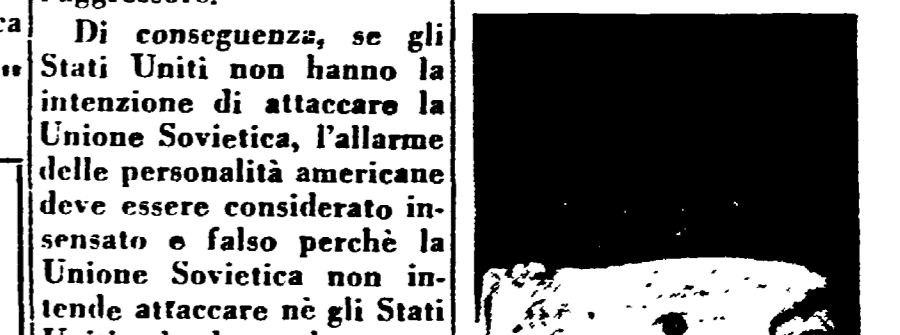 ca
Di conseguenza, se gli
Stati Uniti non hanno la
intenzione di attaccare la
Unione Sovietica, l'allarme
delle personalità americane
deve essere considerato in-
sensato e falso perchè la
Unione Sovietica non in-
tende attaccare nè gli Stati